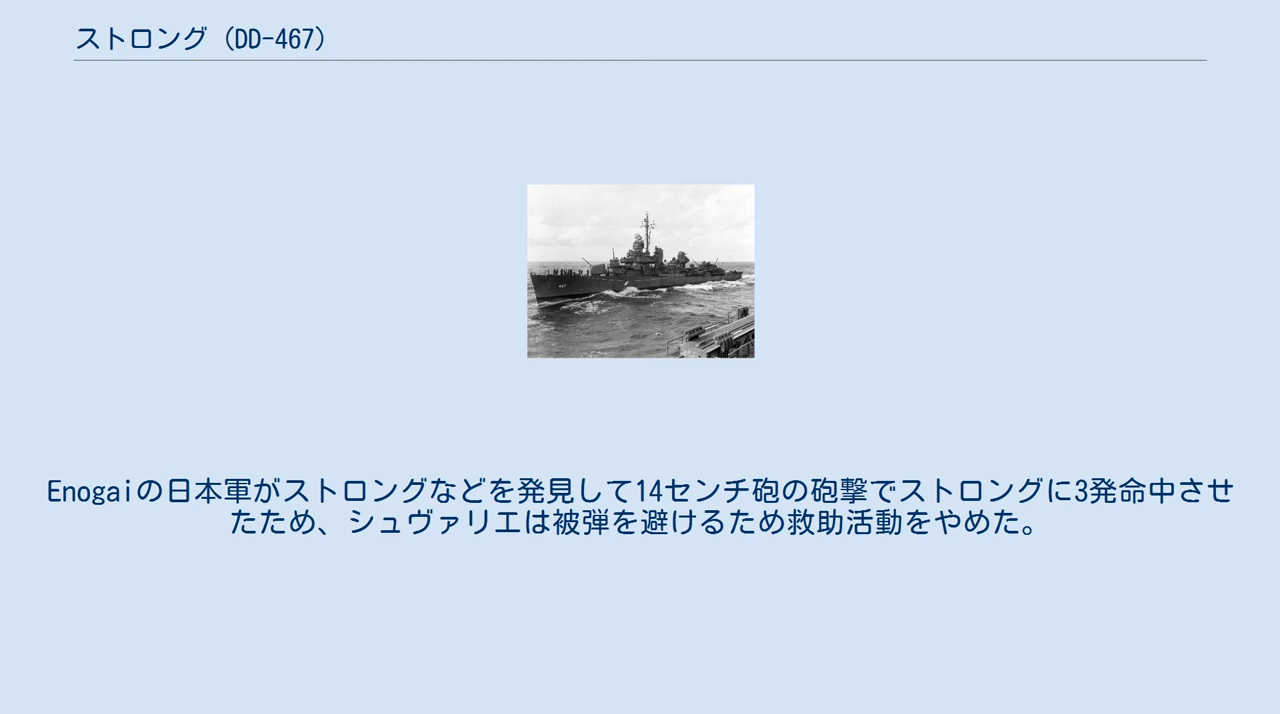 ストロング（DD-467）
Enogaiの日本軍がストロングなどを発見して14センチ砲の砲撃でストロングに3発命中させ
たため、シュヴァリエは被弾を避けるため救助活動をやめた。
467